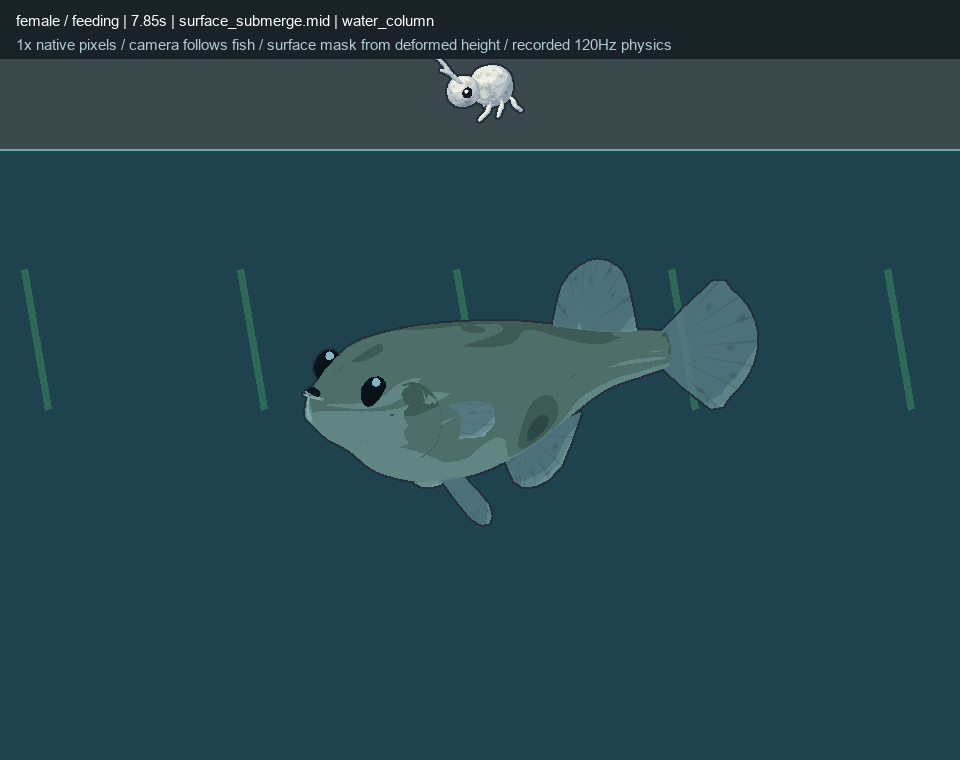 female / feeding | 7.85s | surface_submerge.mid | water_column
1x native pixels / camera follows fish / surface mask from deformed height / recorded 120Hz physics